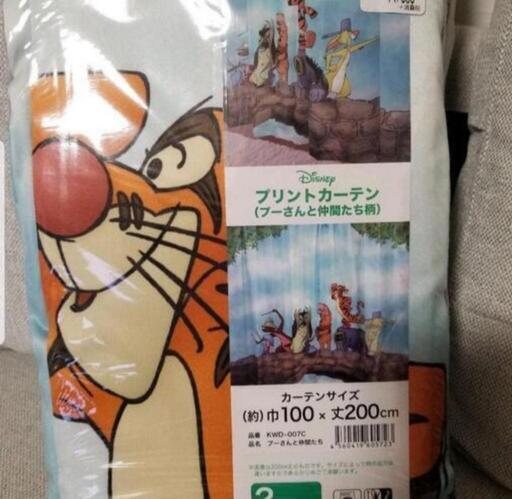 Disney
プリントカーテン
(プーさんと仲間たち柄)
カーテンサイズ
(約)巾100×丈200cm
品番 KWD-007C
品名 プーさんと仲間たち
4560419605723
2